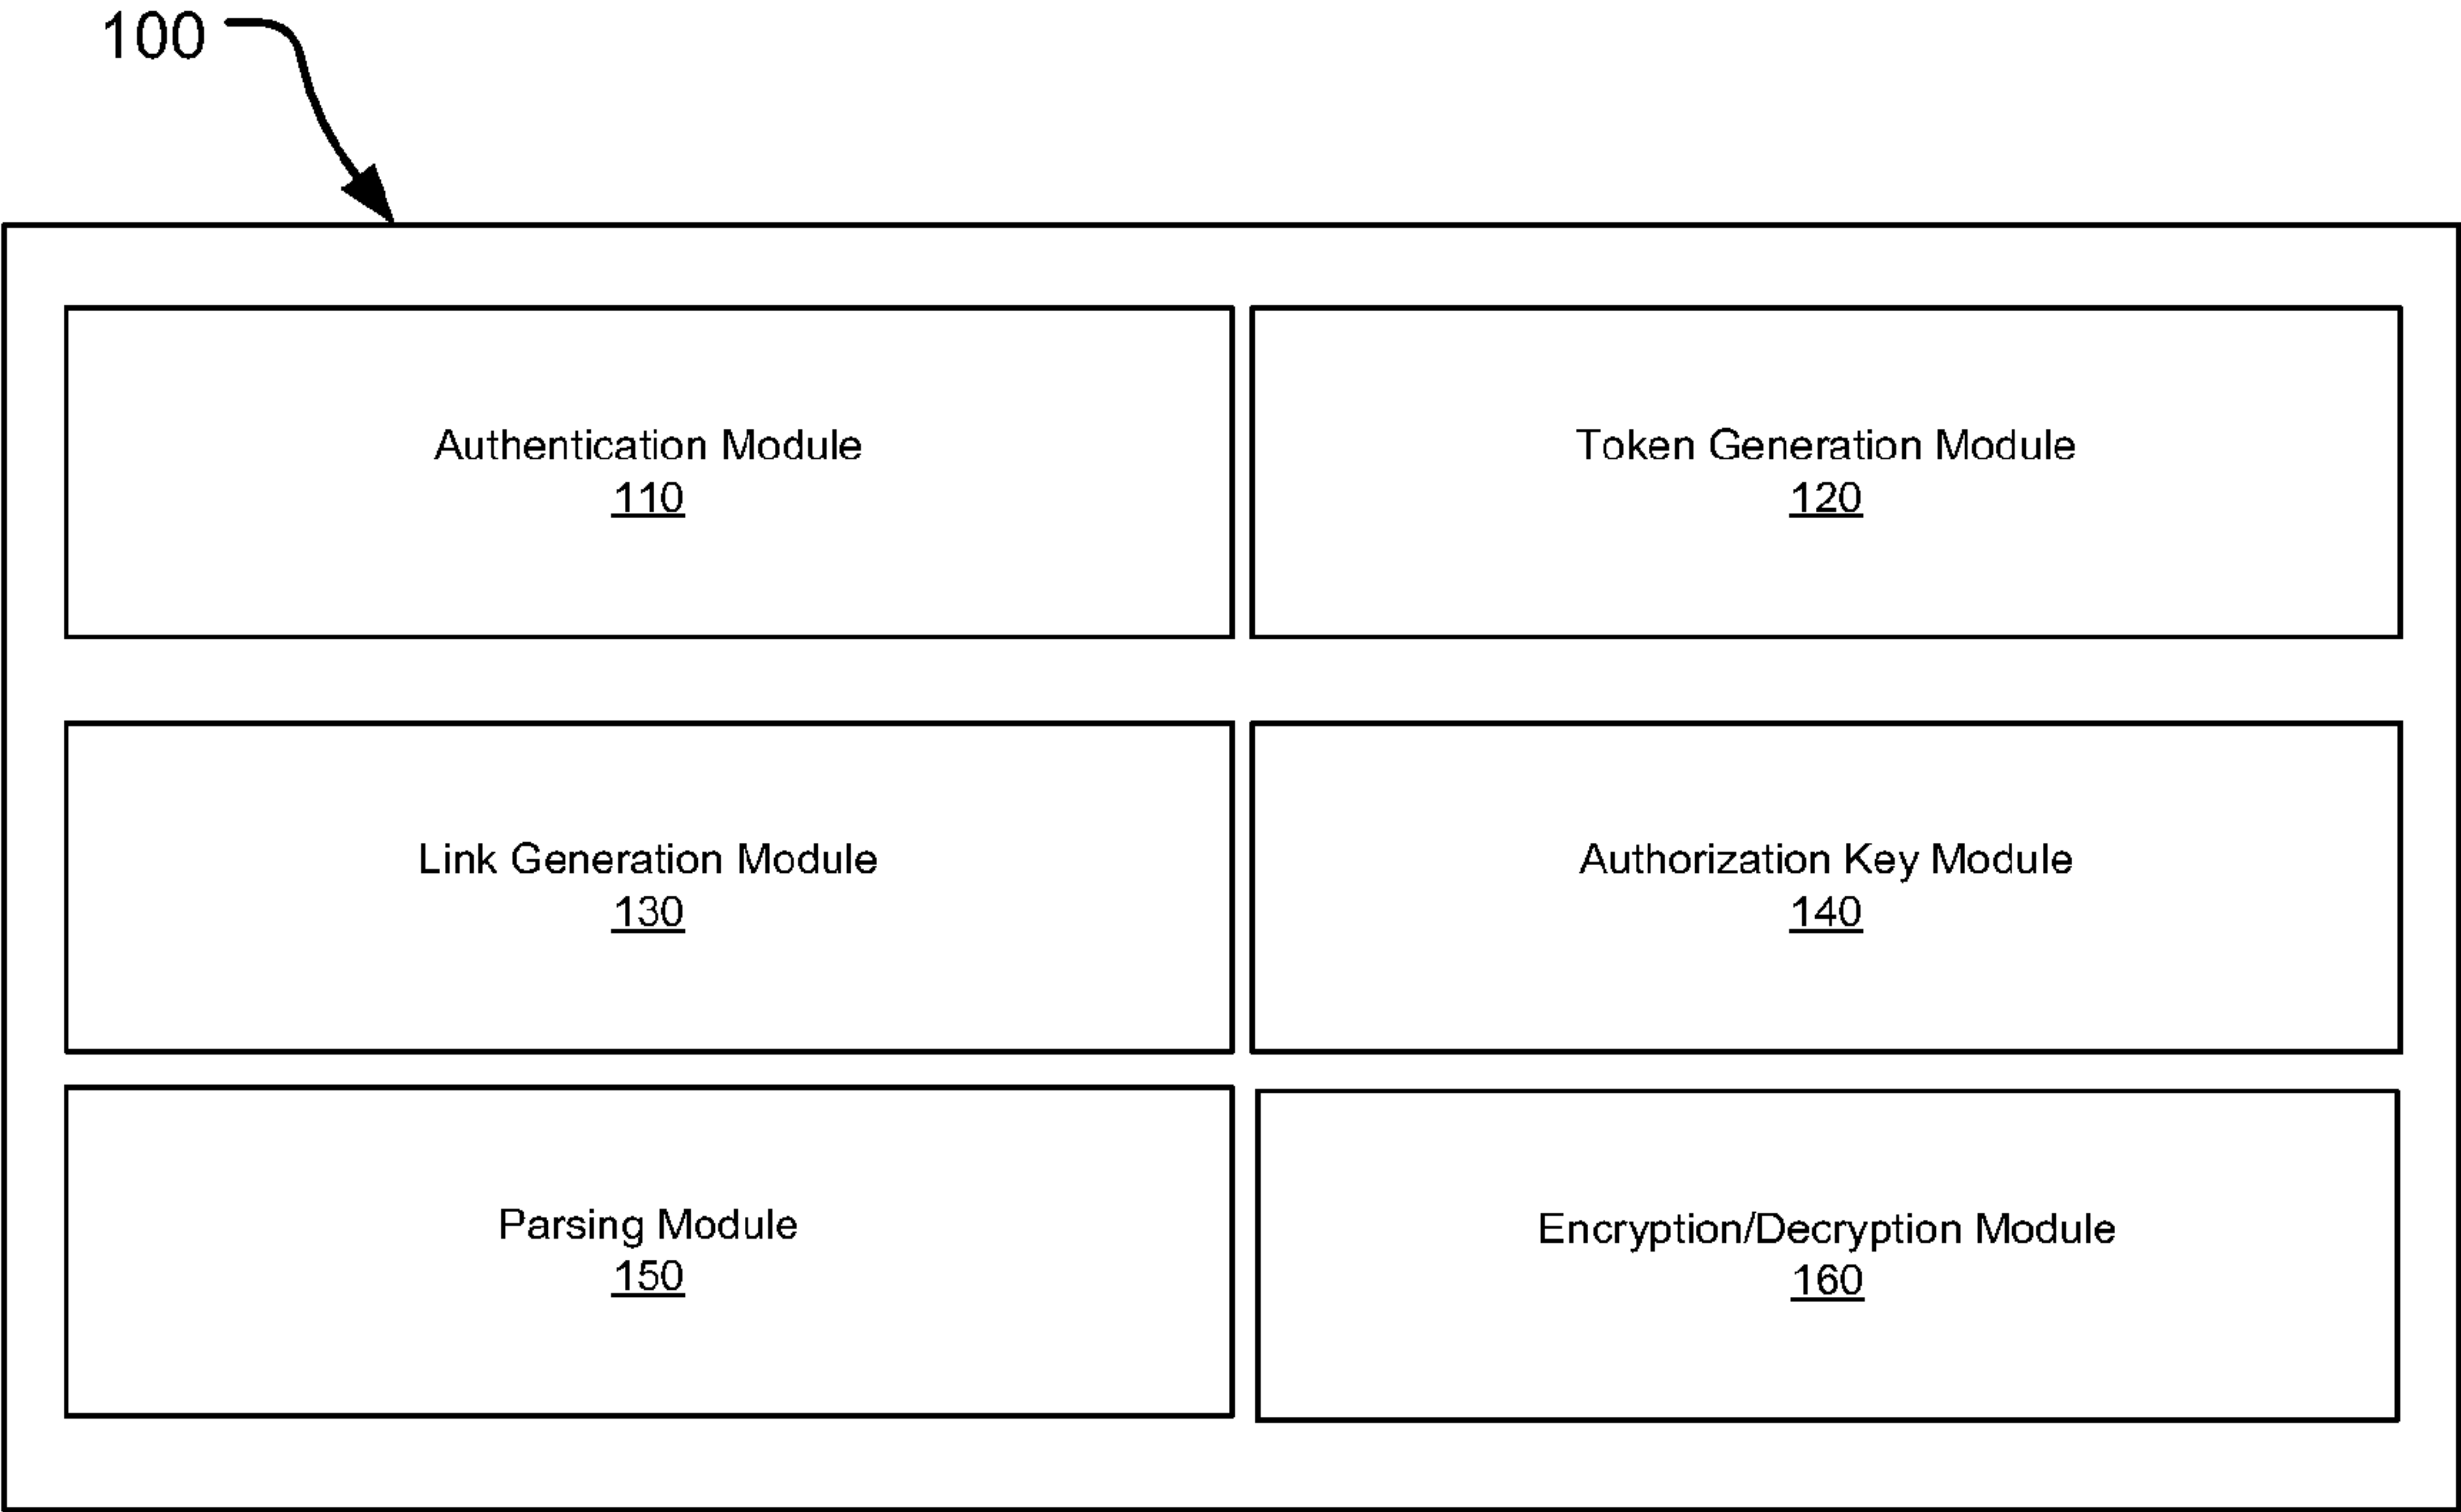 100
Authentication Module
110
Token Generation Module
120
Link Generation Module
130
Authorization Key Module
140
Parsing Module
150
Encryption/Decryption Module
160